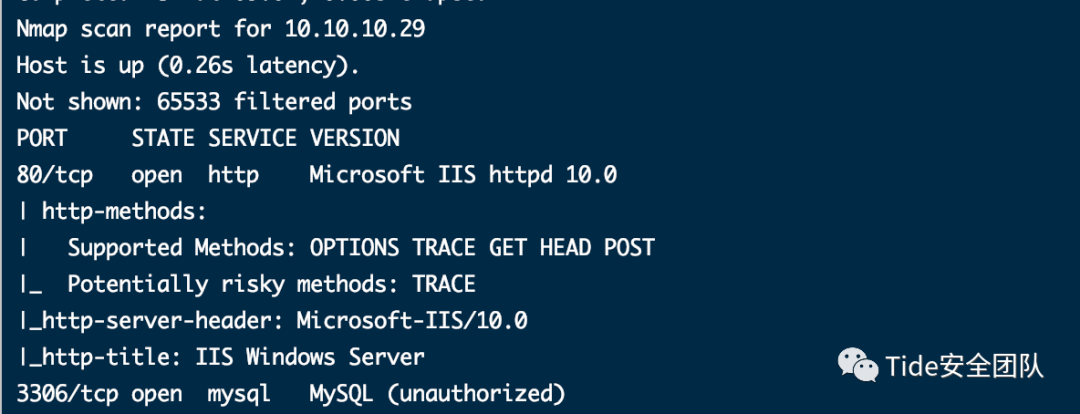 Nmap scan report for 10.10.10.29
Host is up (0.26s latency).
Not shown: 65533 filtered ports
PORT     STATE SERVICE VERSION
80/tcp   open  http    Microsoft IIS httpd 10.0
| http-methods:
|   Supported Methods: OPTIONS TRACE GET HEAD POST
|_  Potentially risky methods: TRACE
|_http-server-header: Microsoft-IIS/10.0
|_http-title: IIS Windows Server
3306/tcp open  mysql   MySQL (unauthorized)
Tide安全团队